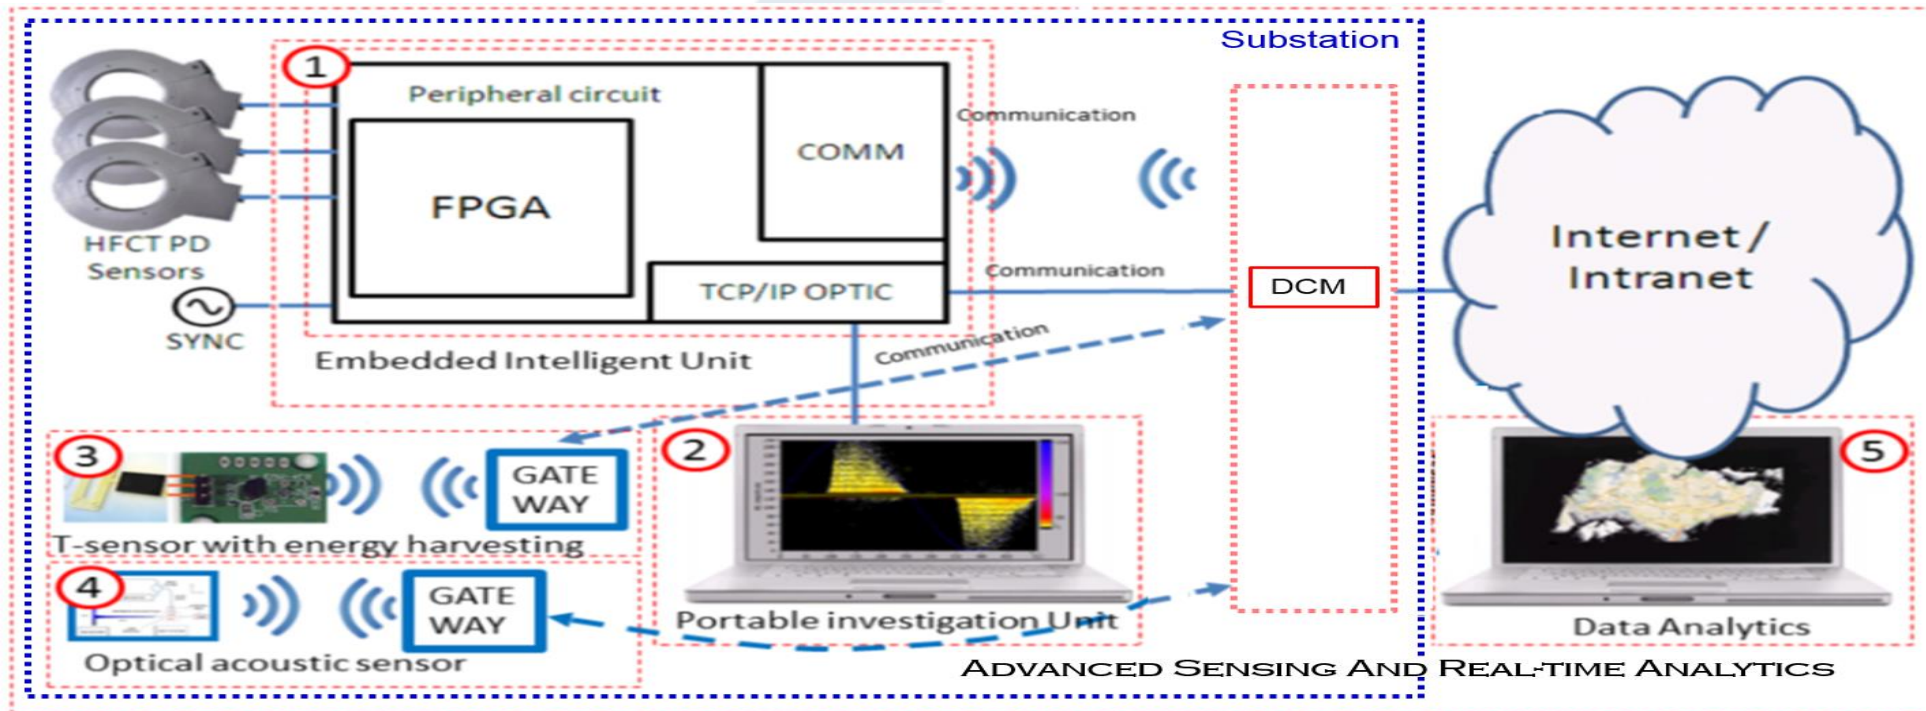 Substation
1
Peripheral circuit
COMM
FPGA
TCP/IP OPTIC
Embedded Intelligent Unit
HFCT PD
Sensors
SYNC
Communication
Communication
Communication
DCM
Internet /
Intranet
3
GATE
WAY
T-sensor with energy harvesting
4
GATE
WAY
Optical acoustic sensor
2
Portable investigation Unit
5
Data Analytics
ADVANCED SENSING AND REAL-TIME ANALYTICS